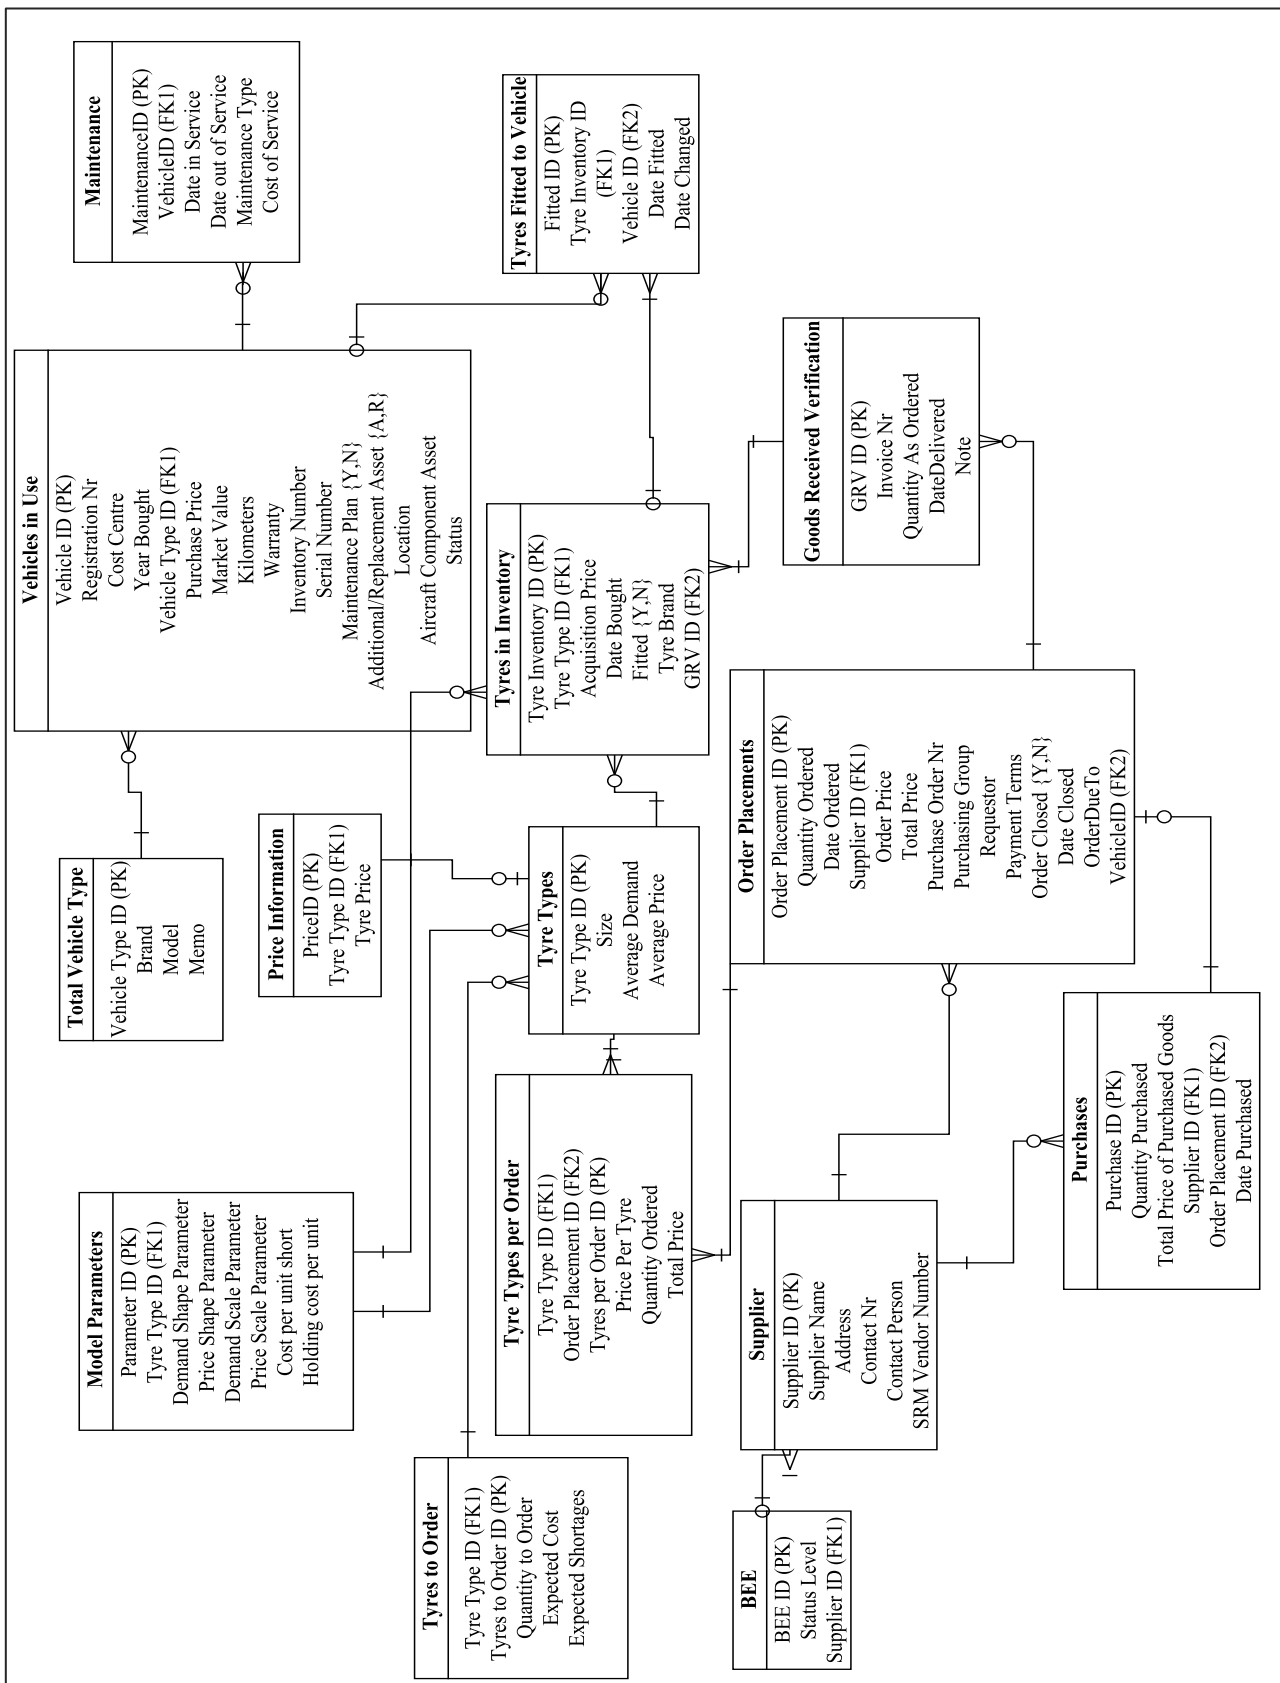 Maintenance
MaintenanceID (PK)
VehicleID (FK1)
Date in Service
Date out of Service
Maintenance Type
Cost of Service
Tyres Fitted to Vehicle
Fitted ID (PK)
Tyre Inventory ID
(FK1)
Vehicle ID (FK2)
Date Fitted
Date Changed
Vehicles in Use
Vehicle ID (PK)
Registration Nr
Cost Centre
Year Bought
Vehicle Type ID (FK1)
Purchase Price
Market Value
Kilometers
Warranty
Inventory Number
Serial Number
Maintenance Plan {Y,N}
Additional/Replacement Asset {A,R}
Location
Aircraft Component Asset
Status
Tyres in Inventory
Tyre Inventory ID (PK)
Tyre Type ID (FK1)
Acquisition Price
Date Bought
Fitted {Y,N}
Tyre Brand
GRV ID (FK2)
Goods Received Verification
GRV ID (PK)
Invoice Nr
Quantity As Ordered
DateDelivered
Note
Total Vehicle Type
Vehicle Type ID (PK)
Brand
Model
Memo
Price Information
PriceID (PK)
Tyre Type ID (FK1)
Tyre Price
Tyre Types
Tyre Type ID (PK)
Size
Average Demand
Average Price
Order Placements
Order Placement ID (PK)
Quantity Ordered
Date Ordered
Supplier ID (FK1)
Order Price
Total Price
Purchase Order Nr
Purchasing Group
Requestor
Payment Terms
Order Closed {Y,N}
Date Closed
OrderDueTo
VehicleID (FK2)
Model Parameters
Parameter ID (PK)
Tyre Type ID (FK1)
Demand Shape Parameter
Price Shape Parameter
Demand Scale Parameter
Price Scale Parameter
Cost per unit short
Holding cost per unit
Tyre Types per Order
Tyre Type ID (FK1)
Order Placement ID (FK2)
Tyres per Order ID (PK)
Price Per Tyre
Quantity Ordered
Total Price
Supplier
Supplier ID (PK)
Supplier Name
Address
Contact Nr
Contact Person
SRM Vendor Number
Purchases
Purchase ID (PK)
Quantity Purchased
Total Price of Purchased Goods
Supplier ID (FK1)
Order Placement ID (FK2)
Date Purchased
Tyres to Order
Tyre Type ID (FK1)
Tyres to Order ID (PK)
Quantity to Order
Expected Cost
Expected Shortages
BEE
BEE ID (PK)
Status Level
Supplier ID (FK1)